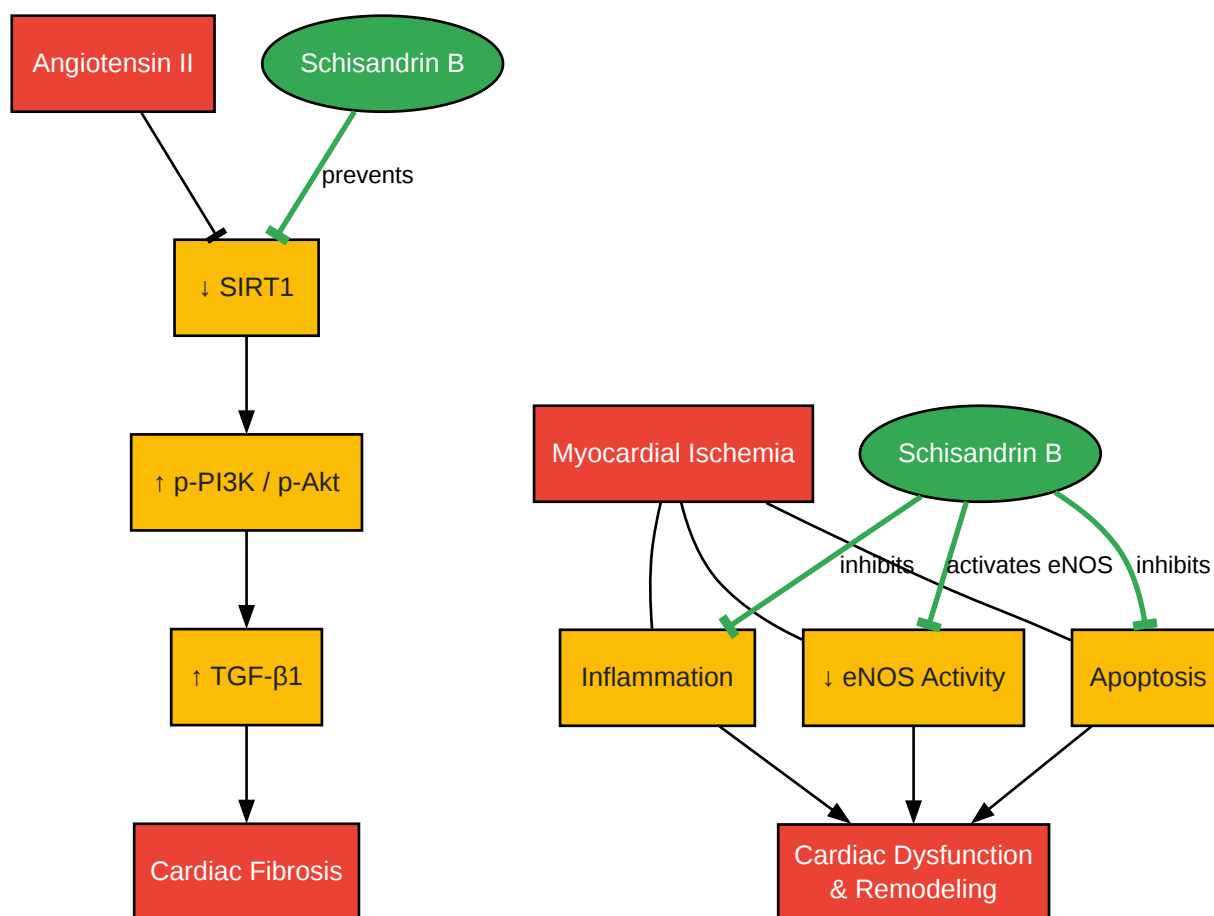 Angiotensin II
Schisandrin B
prevents
↓ SIRT1
↑ p-PI3K / p-Akt
↑ TGF-β1
Cardiac Fibrosis
Myocardial Ischemia
Schisandrin B
inhibits
activates eNOS
inhibits
Inflammation
↓ eNOS Activity
Apoptosis
Cardiac Dysfunction
& Remodeling